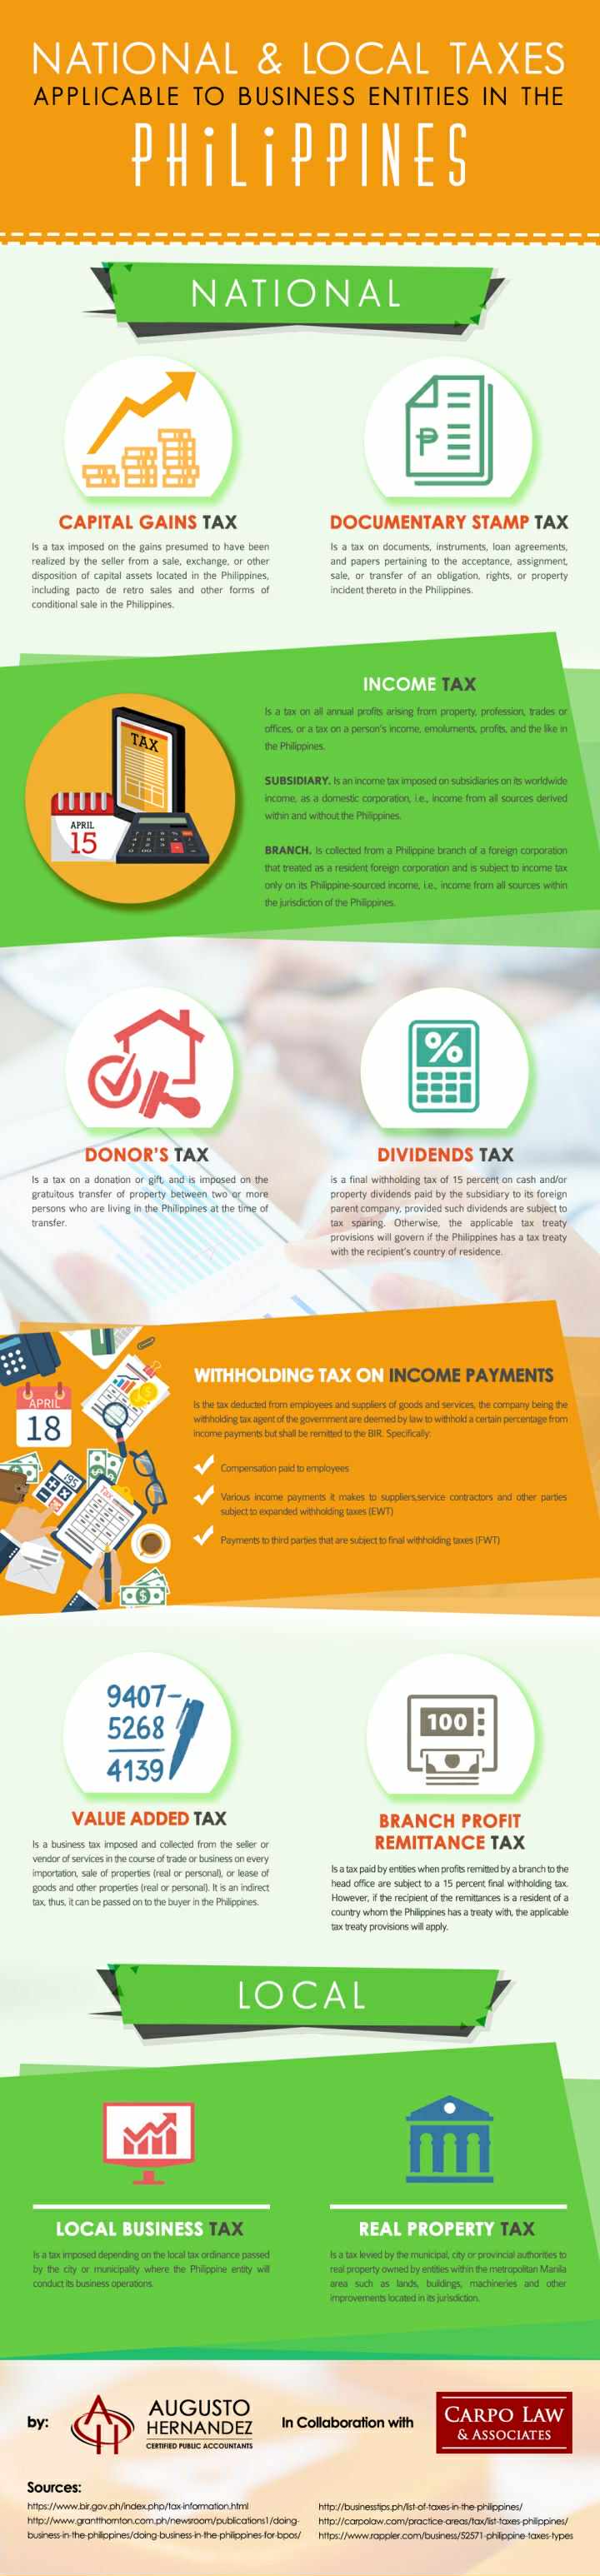 NATIONAL & LOCAL TAXES
APPLICABLE TO BUSINESS ENTITIES IN THE
PHiLiPPINES
NATIONAL
₱
CAPITAL GAINS TAX
Is a tax imposed on the gains presumed to have been
realized by the seller from a sale, exchange, or other
disposition of capital assets located in the Philippines,
including pacto de retro sales and other forms of
conditional sale in the Philippines.
DOCUMENTARY STAMP TAX
Is a tax on documents, instruments, loan agreements,
and papers pertaining to the acceptance, assignment,
sale, or transfer of an obligation, rights, or property
incident thereto in the Philippines.
TAX
APRIL
15
INCOME TAX
Is a tax on all annual profits arising from property, profession, trades or
offices, or a tax on a person's income, emoluments, profits, and the like in
the Philippines.
SUBSIDIARY. Is an income tax imposed on subsidiaries on its worldwide
income, as a domestic corporation, i.e., income from all sources derived
within and without the Philippines.
BRANCH. Is collected from a Philippine branch of a foreign corporation
that treated as a resident foreign corporation and is subject to income tax
only on its Philippine-sourced income, i.e., income from all sources within
the jurisdiction of the Philippines.
%
DONOR'S TAX
Is a tax on a donation or gift, and is imposed on the
gratuitous transfer of property between two or more
persons who are living in the Philippines at the time of
transfer.
DIVIDENDS TAX
is a final withholding tax of 15 percent on cash and/or
property dividends paid by the subsidiary to its foreign
parent company, provided such dividends are subject to
tax sparing. Otherwise, the applicable tax treaty
provisions will govern if the Philippines has a tax treaty
with the recipient's country of residence.
APRIL
18
195
Tax
$
WITHHOLDING TAX ON INCOME PAYMENTS
Is the tax deducted from employees and suppliers of goods and services, the company being the
withholding tax agent of the government are deemed by law to withhold a certain percentage from
income payments but shall be remitted to the BIR. Specifically:
Compensation paid to employees
Various income payments it makes to suppliers,service contractors and other parties
subject to expanded withholding taxes (EWT)
Payments to third parties that are subject to final withholding taxes (FWT)
9407-
5268
4139
100
VALUE ADDED TAX
Is a business tax imposed and collected from the seller or
vendor of services in the course of trade or business on every
importation, sale of properties (real or personal), or lease of
goods and other properties (real or personal). It is an indirect
tax, thus, it can be passed on to the buyer in the Philippines.
BRANCH PROFIT
REMITTANCE TAX
Is a tax paid by entities when profits remitted by a branch to the
head office are subject to a 15 percent final withholding tax.
However, if the recipient of the remittances is a resident of a
country whom the Philippines has a treaty with, the applicable
tax treaty provisions will apply.
LOCAL
LOCAL BUSINESS TAX
Is a tax imposed depending on the local tax ordinance passed
by the city or municipality where the Philippine entity will
conduct its business operations.
REAL PROPERTY TAX
Is a tax levied by the municipal, city or provincial authorities to
real property owned by entities within the metropolitan Manila
area such as lands, buildings, machineries and other
improvements located in its jurisdiction.
by:
AH
AUGUSTO
HERNANDEZ
CERTIFIED PUBLIC ACCOUNTANTS
In Collaboration with
CARPO LAW
& ASSOCIATES
Sources:
https://www.bir.gov.ph/index.php/tax-information.html
http://www.grantthornton.com.ph/newsroom/publications1/doing-
business-in-the-philippines/doing-business-in-the-philippines-for-bpos/
http://businesstips.ph/list-of-taxes-in-the-philippines/
http://carpolaw.com/practice-areas/tax/list-taxes-philippines/
https://www.rappler.com/business/52571-philippine-taxes-types